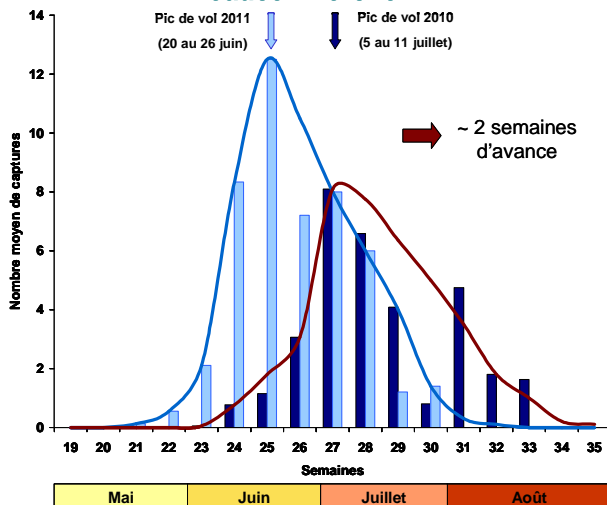 Pic de vol 2011
(20 au 26 juin)
Pic de vol 2010
(5 au 11 juillet)
~ 2 semaines
d'avance
Nombre moyen de captures
14
12
10
8
6
4
2
0
19 20 21 22 23 24 25 26 27 28 29 30 31 32 33 34 35
Semaines
Mai Juin Juillet Août